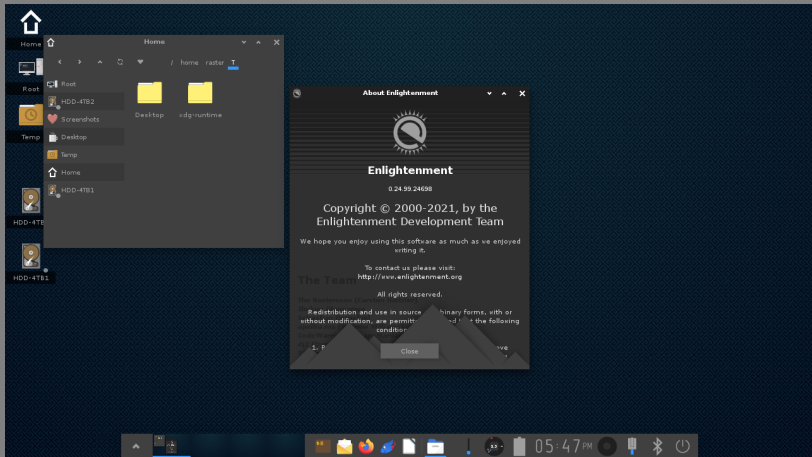 Home
Root
Temp
HDD-4TB
HDD-4TB1
Home
/ home raster T
Root
HDD-4TB2
Screenshots
Desktop
Temp
Home
HDD-4TB1
Desktop
xdg-runtime
About Enlightenment
Enlightenment
0.24.99.24698
Copyright © 2000-2021, by the
Enlightenment Development Team
We hope you enjoy using this software as much as we enjoyed
writing it.
To contact us please visit:
http://www.enlightenment.org
The Team
All rights reserved.
Redistribution and use in source binary forms, with or
without modification, are the following
1.
Close
05:47PM